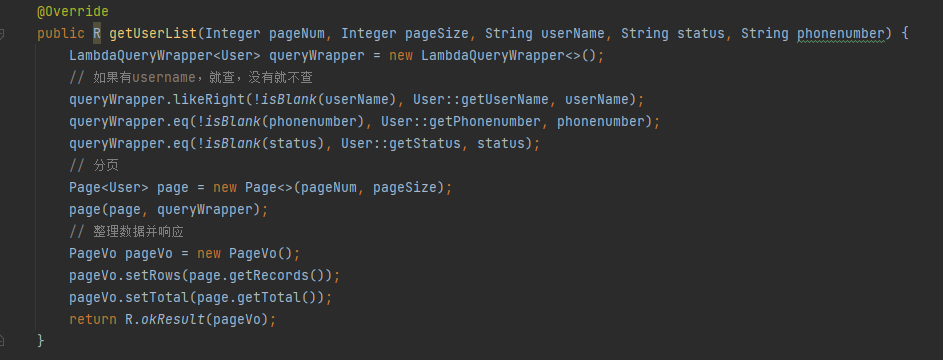 @Override
public R getUserList(Integer pageNum, Integer pageSize, String userName, String status, String phonenumber) {
LambdaQueryWrapper<User> queryWrapper = new LambdaQueryWrapper<>();
// 如果有username，就查，没有就不查
queryWrapper.likeRight(!isBlank(userName), User::getUserName, userName);
queryWrapper.eq(!isBlank(phonenumber), User::getPhonenumber, phonenumber);
queryWrapper.eq(!isBlank(status), User::getStatus, status);
// 分页
Page<User> page = new Page<>(pageNum, pageSize);
page(page, queryWrapper);
// 整理数据并响应
PageVo pageVo = new PageVo();
pageVo.setRows(page.getRecords());
pageVo.setTotal(page.getTotal());
return R.okResult(pageVo);
}